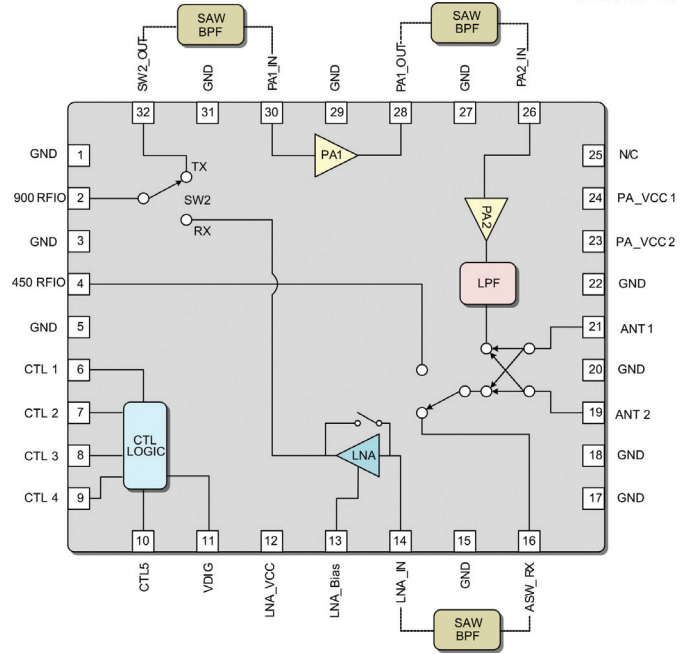 SAW
BPF
SAW
BPF
SW2_OUT
GND
PA1_IN
GND
PA1_OUT
GND
PA2_IN
32
31
30
29
28
27
26
GND 1
900 RFIO 2
GND 3
450 RFIO 4
GND 5
CTL 1 6
CTL 2 7
CTL 3 8
CTL 4 9
TX
SW2
RX
PA1
PA2
LPF
CTL
LOGIC
LNA
25 N/C
24 PA_VCC 1
23 PA_VCC 2
22 GND
21 ANT 1
20 GND
19 ANT 2
18 GND
17 GND
10
11
12
13
14
15
16
CTL5
VDIG
LNA_VCC
LNA_Bias
LNA_IN
GND
ASW_RX
SAW
BPF